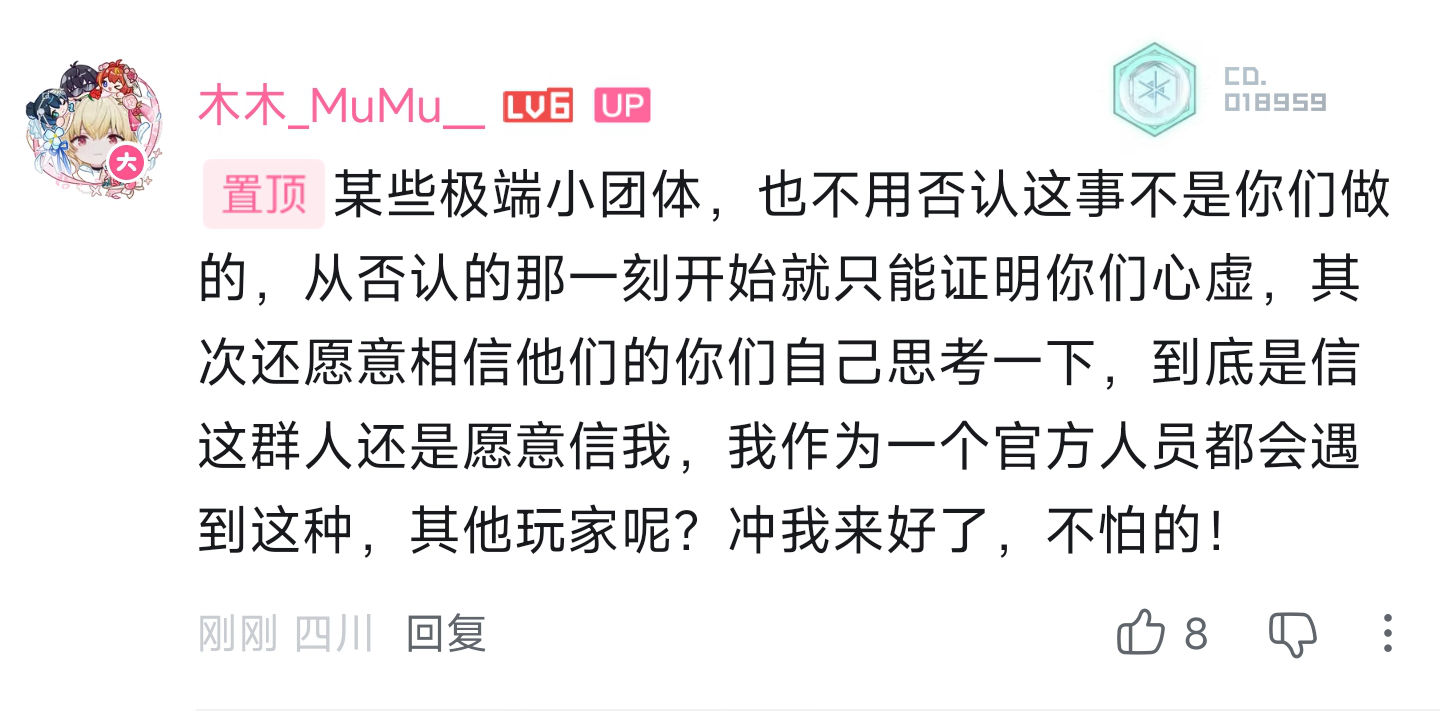 木木_MuMu__ LV6 UP
CD.
018959
置顶 某些极端小团体，也不用否认这事不是你们做
的，从否认的那一刻开始就只能证明你们心虚，其
次还愿意相信他们的你们自己思考一下，到底是信
这群人还是愿意信我，我作为一个官方人员都会遇
到这种，其他玩家呢？冲我来好了，不怕的！
大
刚刚 四川 回复 8